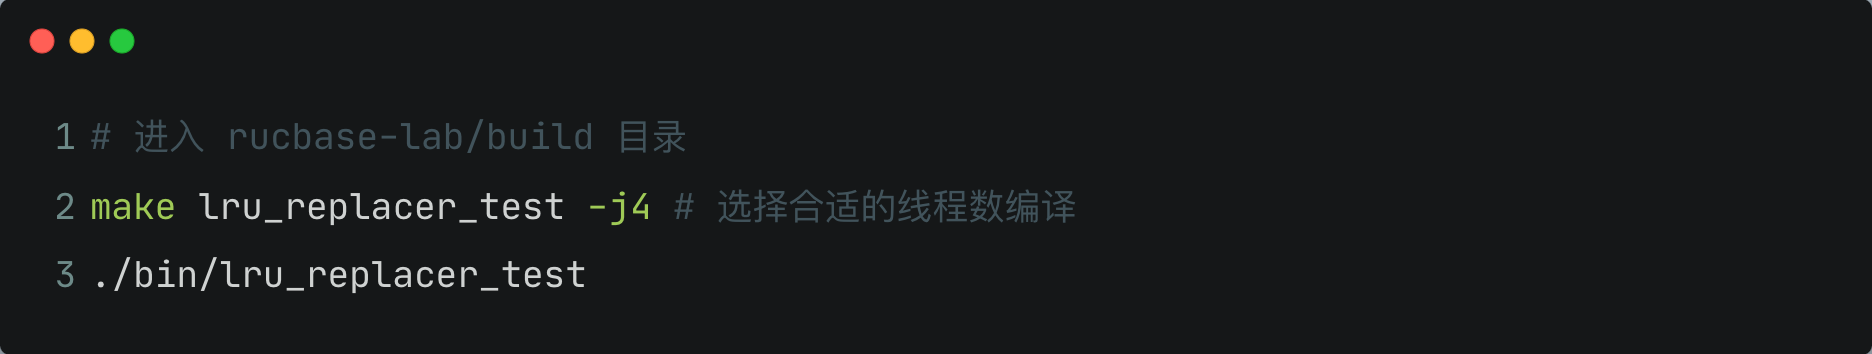 1 # 进入 rucbase-lab/build 目录
2 make lru_replacer_test -j4 # 选择合适的线程数编译
3 ./bin/lru_replacer_test